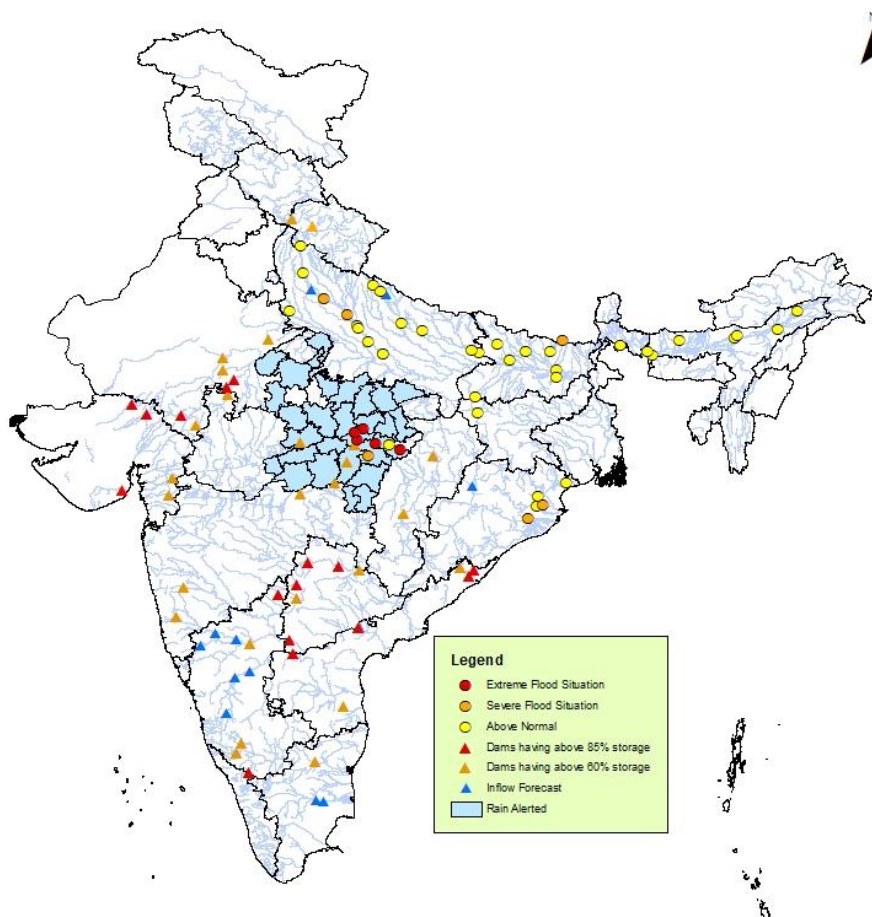 Legend
Extreme Flood Situation
Severe Flood Situation
Above Normal
Dams having above 85% storage
Dams having above 60% storage
Inflow Forecast
Rain Alerted